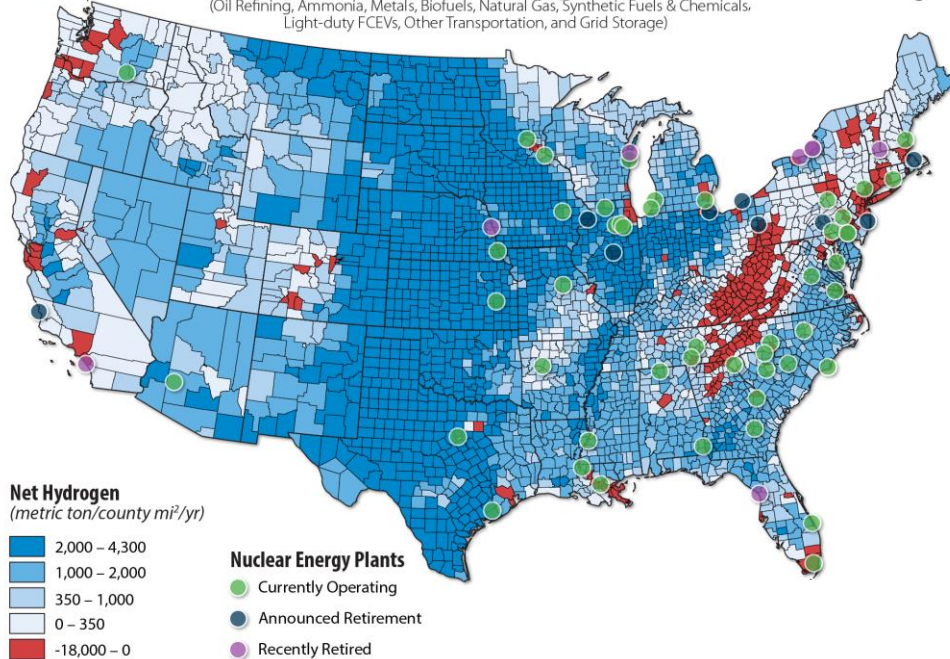 (Oil Refining, Ammonia, Metals, Biofuels, Natural Gas, Synthetic Fuels & Chemicals,
Light-duty FCEVs, Other Transportation, and Grid Storage)
Net Hydrogen
(metric ton/county mi²/yr)
2,000 – 4,300
1,000 – 2,000
350 – 1,000
0 – 350
-18,000 – 0
Nuclear Energy Plants
Currently Operating
Announced Retirement
Recently Retired